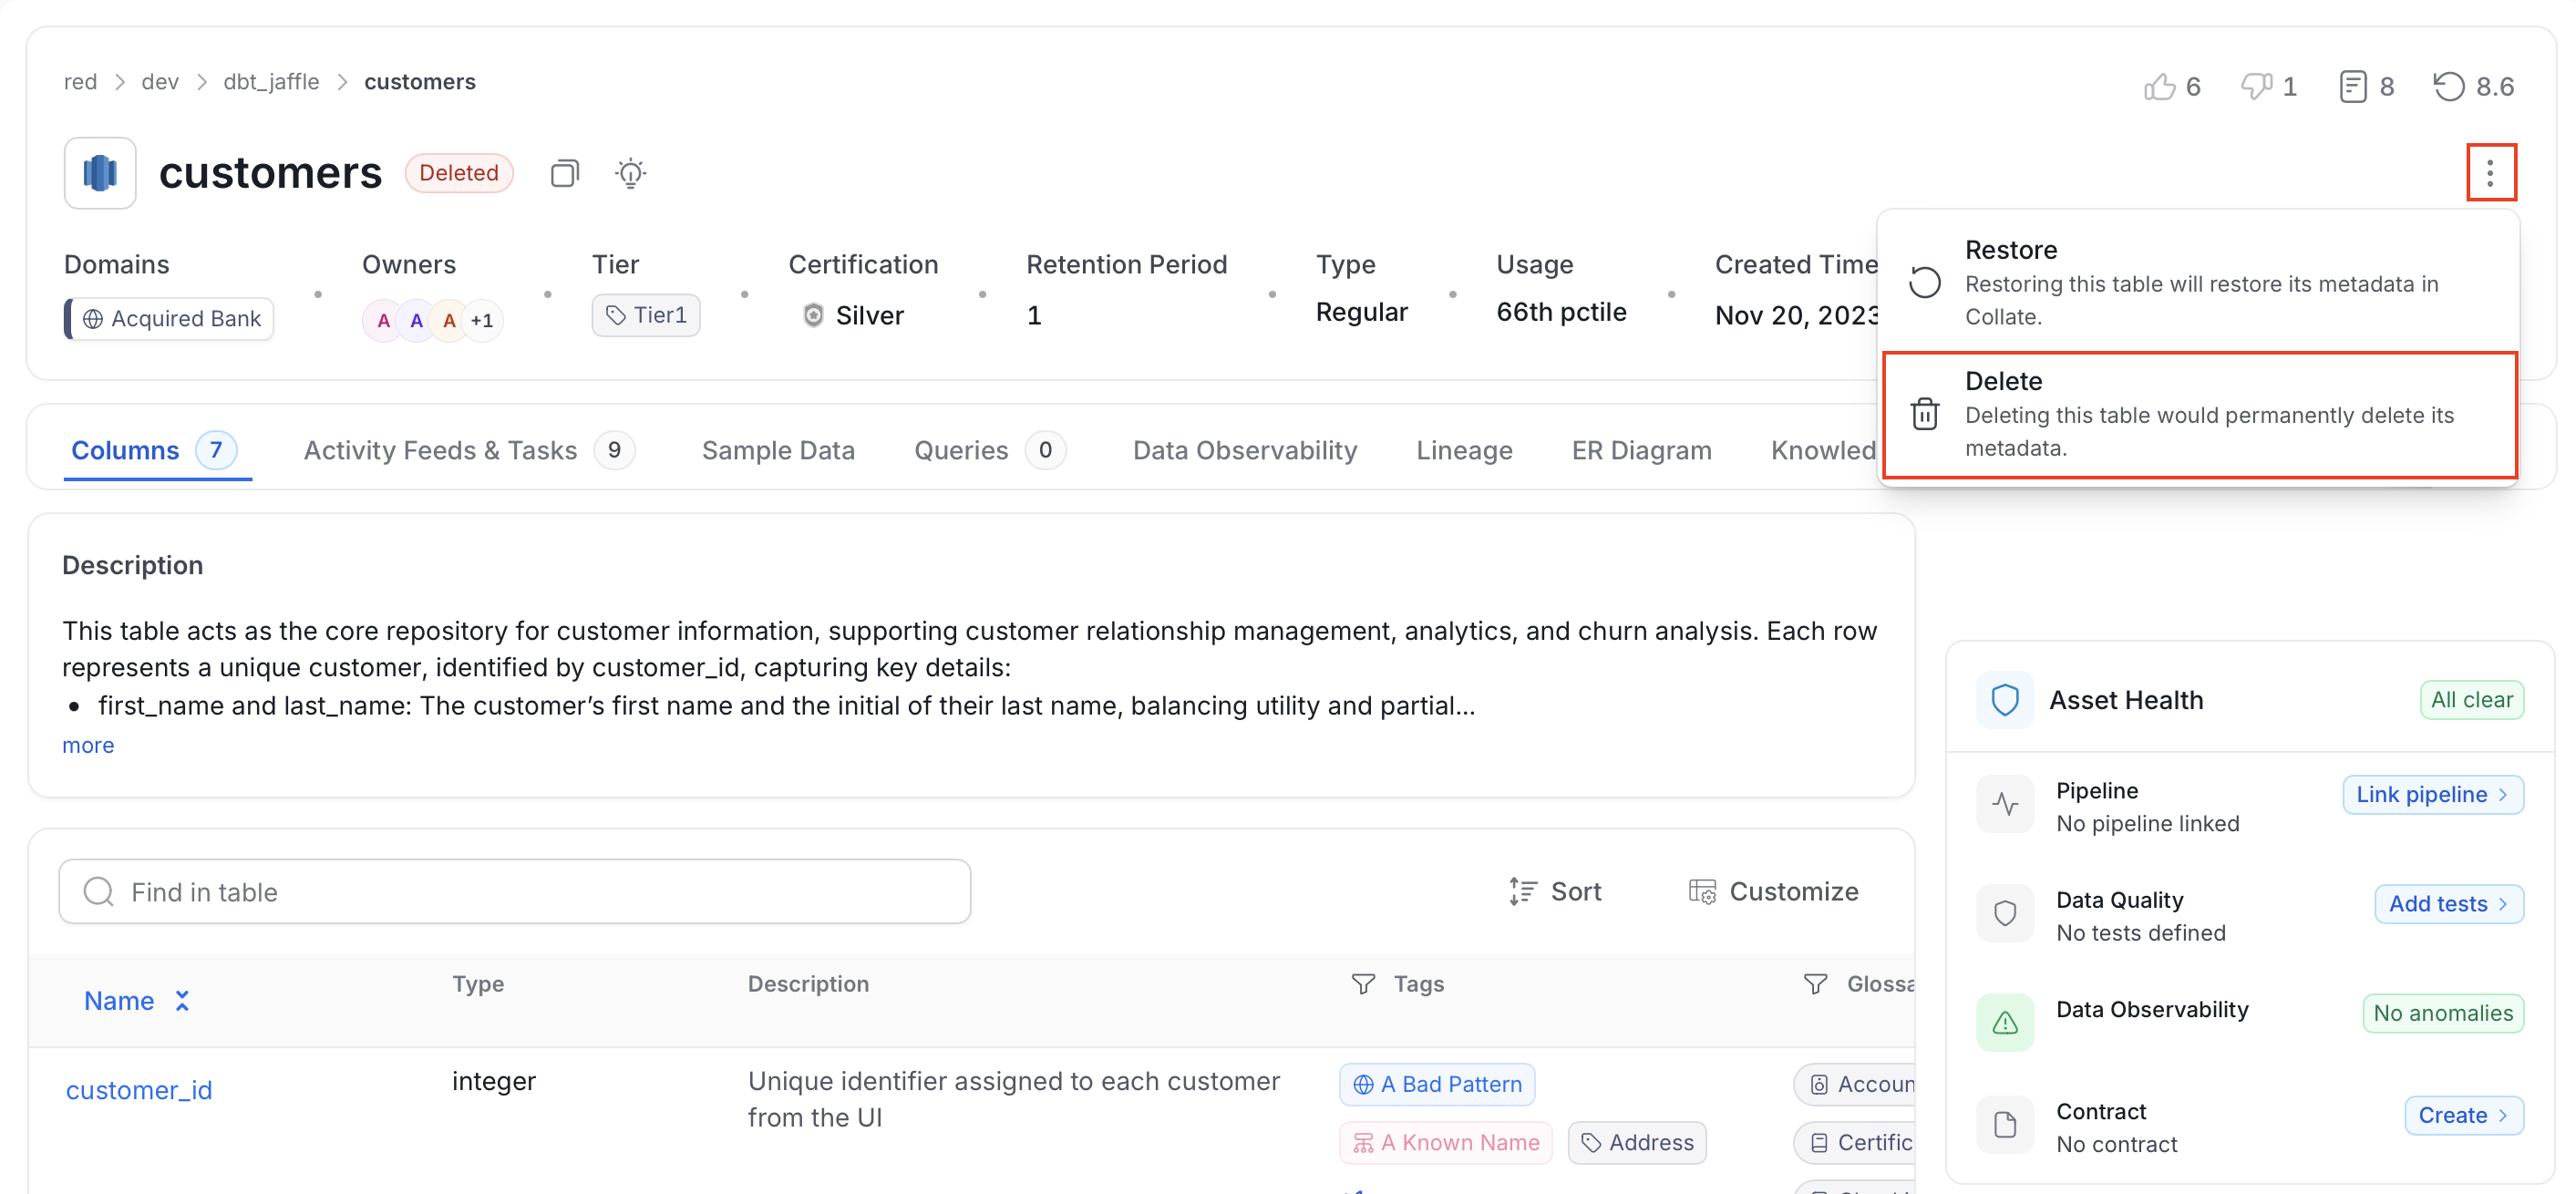 red > dev > dbt_jaffle > customers
6 1 8 8.6
customers Deleted
Domains Owners Tier Certification Retention Period Type Usage Created Time
Acquired Bank A A A +1 Tier1 Silver 1 Regular 66th pctile Nov 20, 2023
Restore
Restoring this table will restore its metadata in
Collate.
Delete
Deleting this table would permanently delete its
metadata.
Columns 7 Activity Feeds & Tasks 9 Sample Data Queries 0 Data Observability Lineage ER Diagram Knowled
Description
This table acts as the core repository for customer information, supporting customer relationship management, analytics, and churn analysis. Each row
represents a unique customer, identified by customer_id, capturing key details:
• first_name and last_name: The customer’s first name and the initial of their last name, balancing utility and partial...
more
Find in table Sort Customize
Name Type Description Tags Glossa
customer_id integer Unique identifier assigned to each customer
from the UI
A Bad Pattern
A Known Name Address
Accoun
Certific
Asset Health All clear
Pipeline
No pipeline linked
Link pipeline >
Data Quality
No tests defined
Add tests >
Data Observability No anomalies
Contract
No contract
Create >